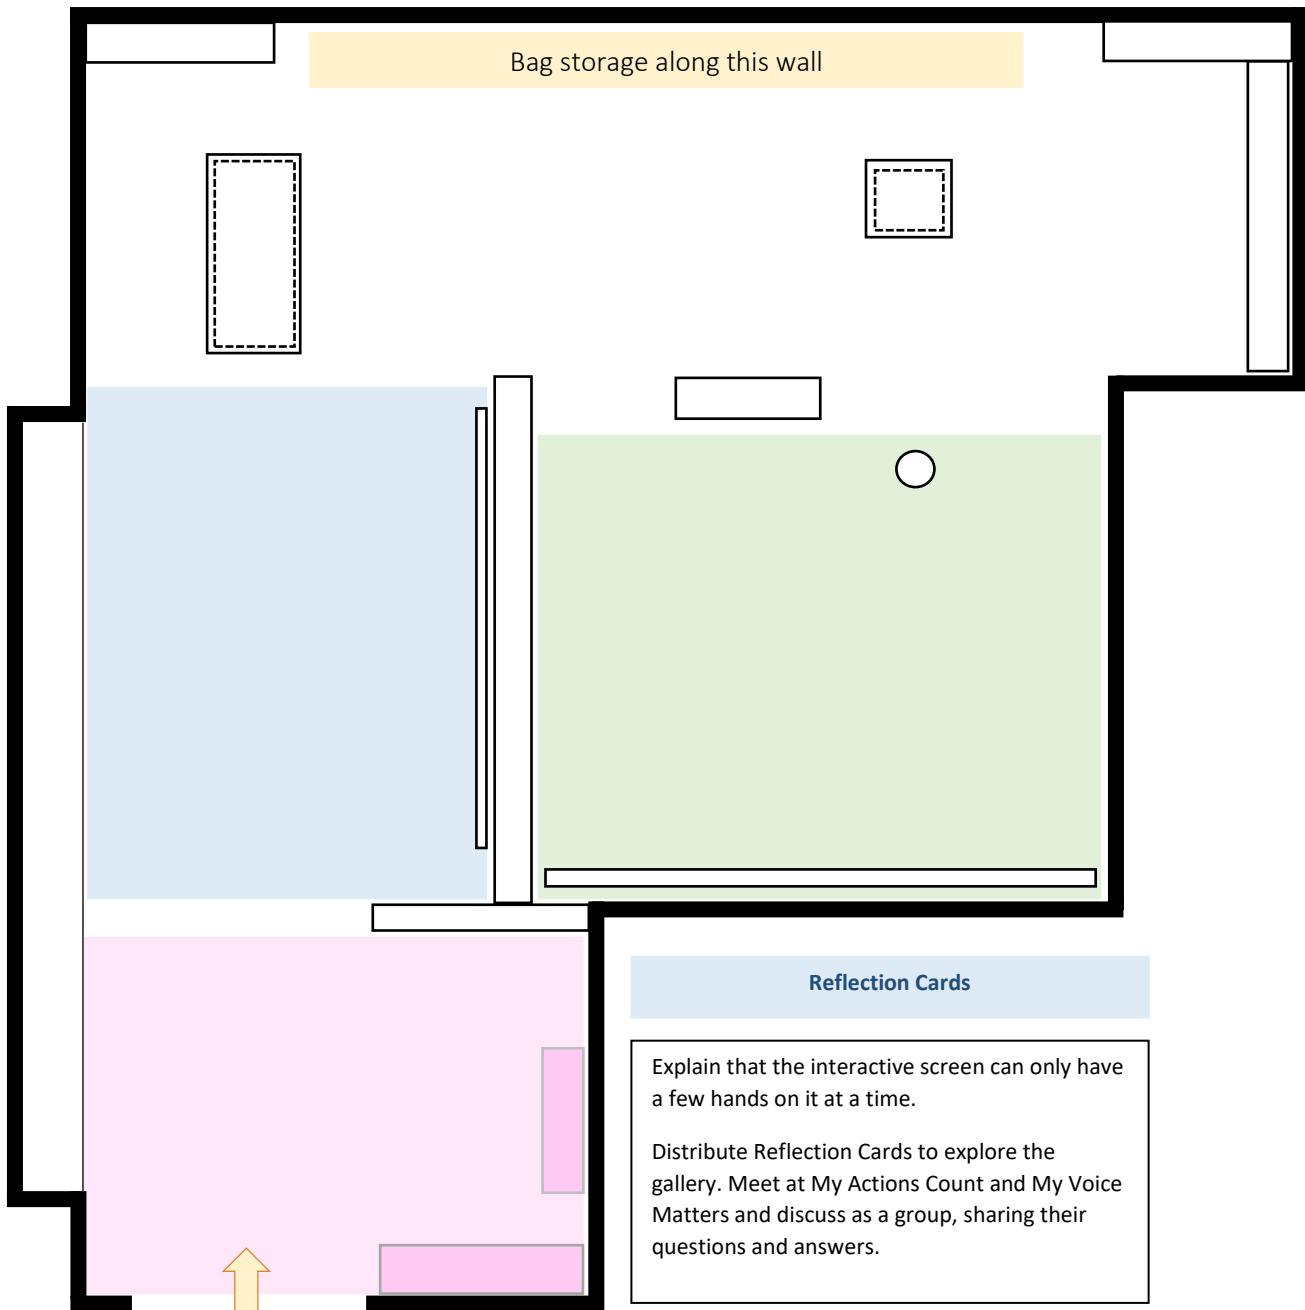 Bag storage along this wall
Reflection Cards
Explain that the interactive screen can only have
a few hands on it at a time.
Distribute Reflection Cards to explore the
gallery. Meet at My Actions Count and My Voice
Matters and discuss as a group, sharing their
questions and answers.